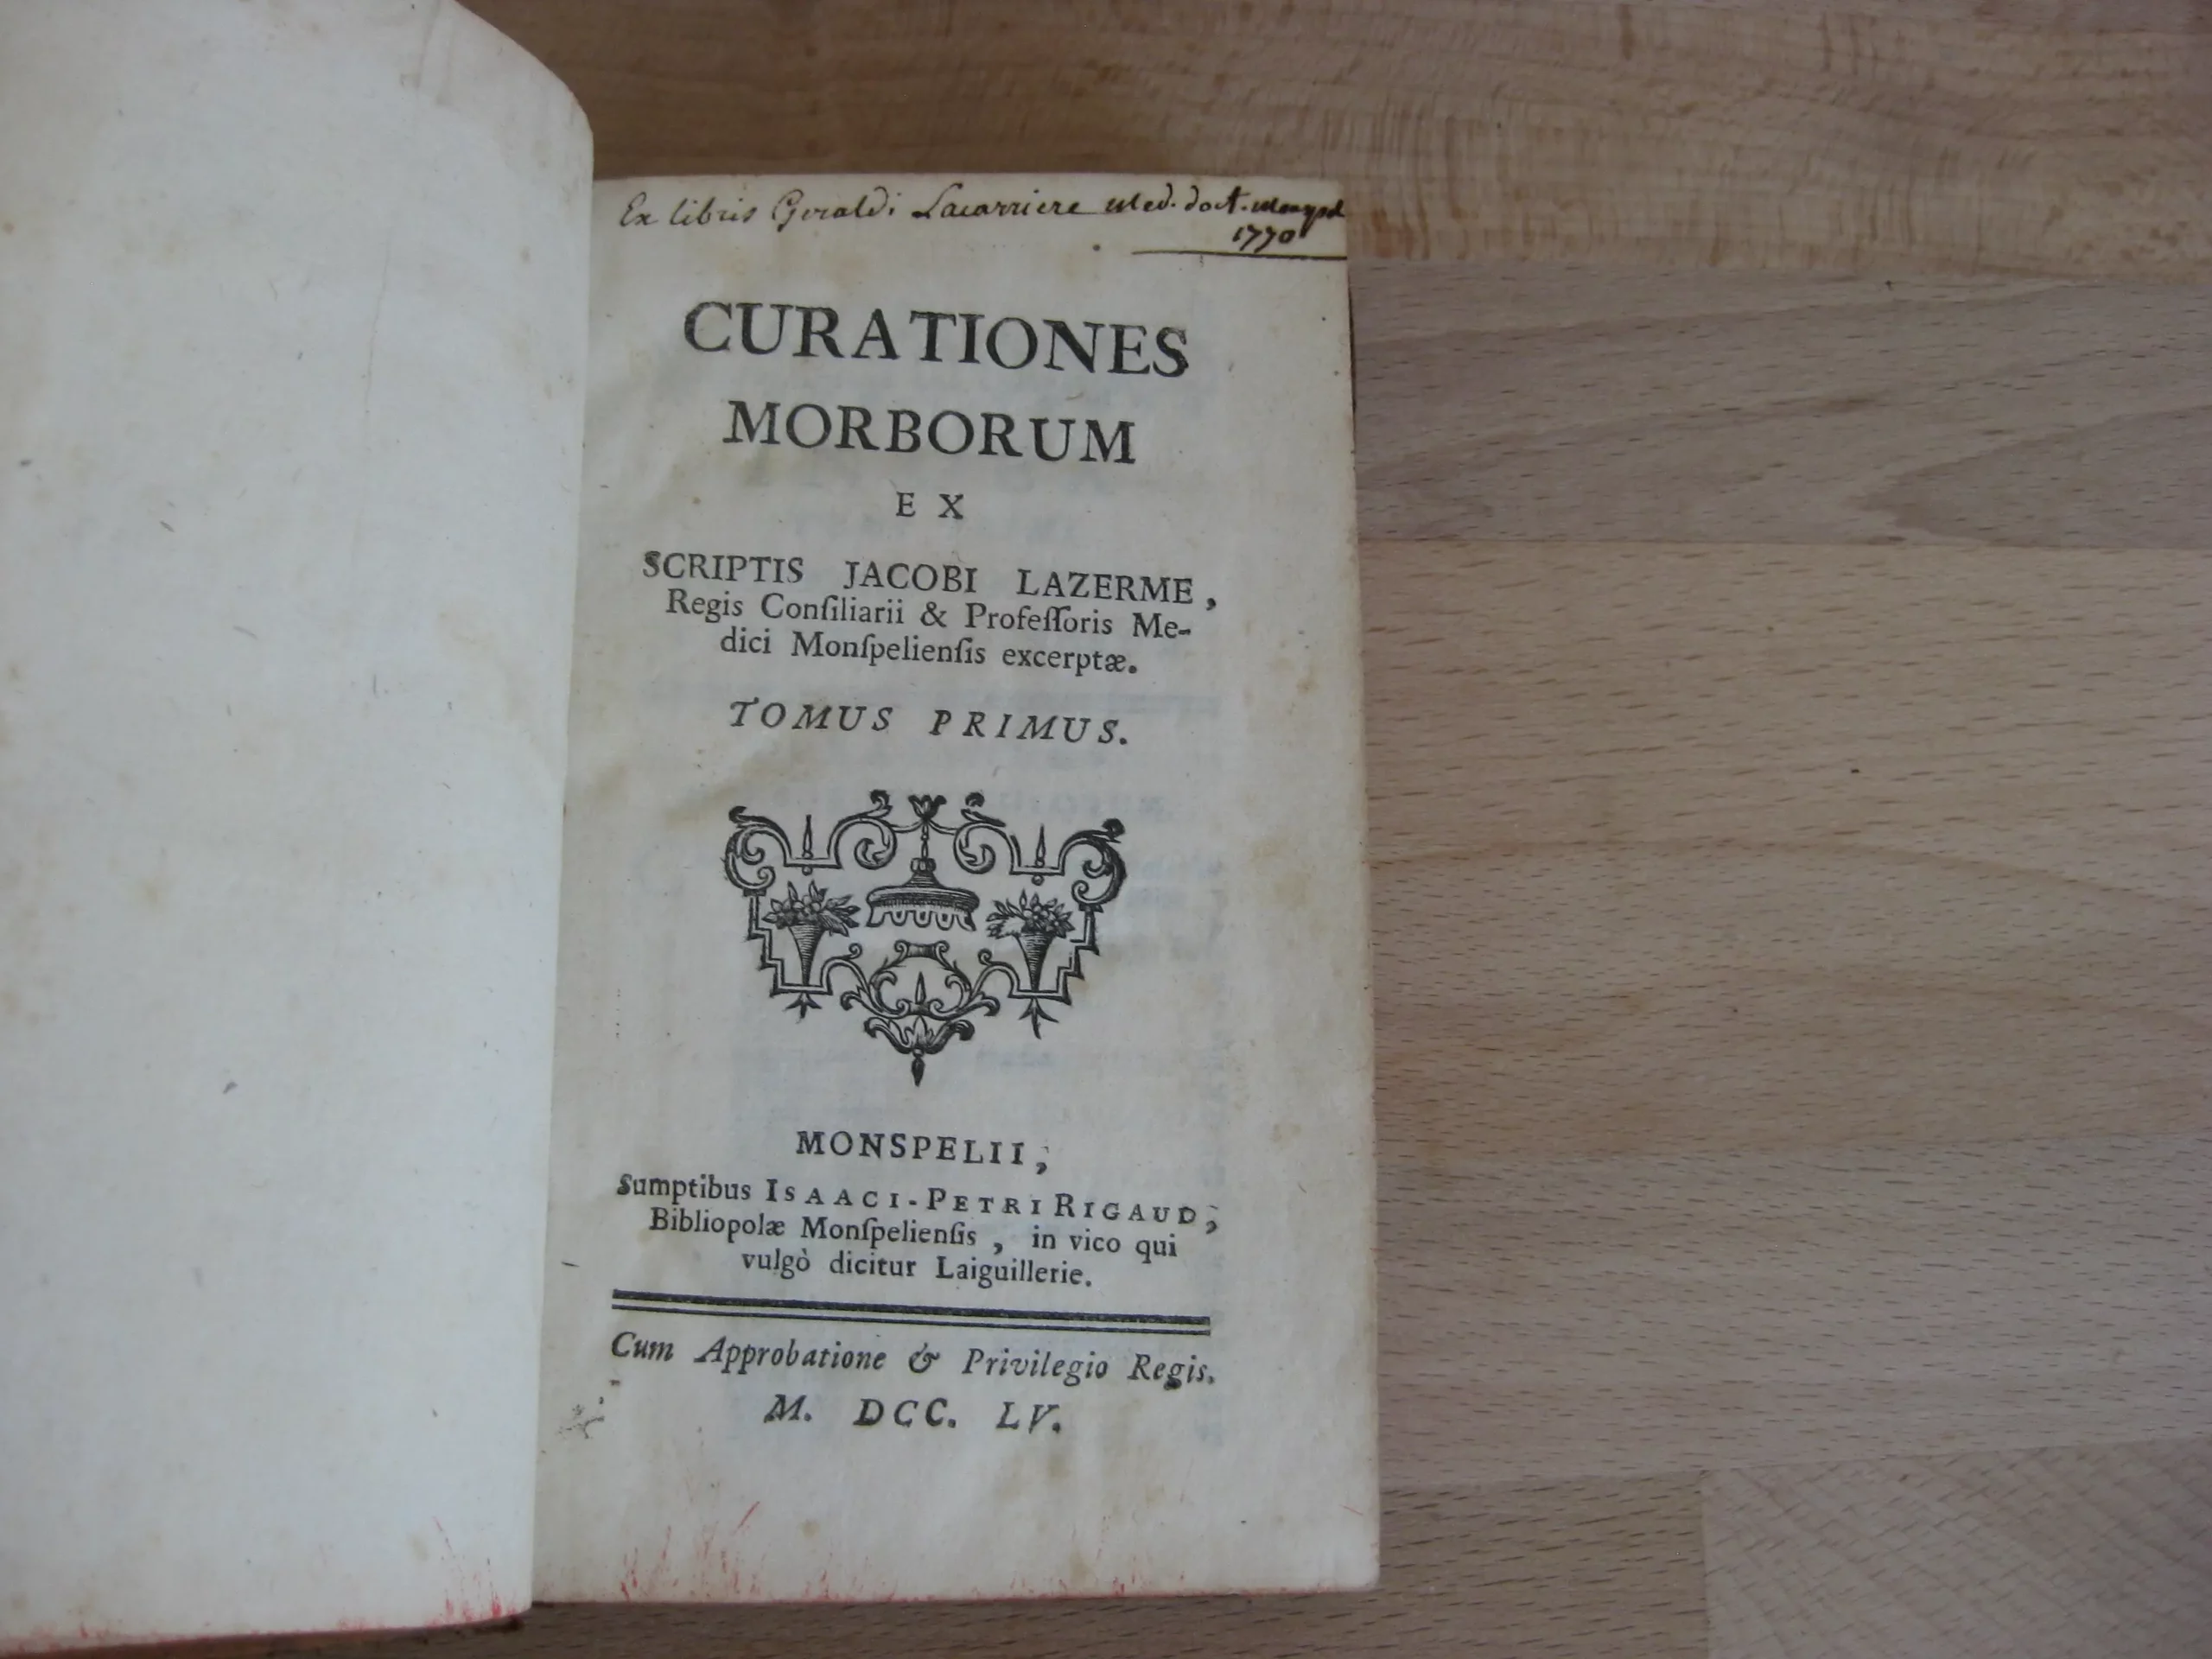 Ex libris Geraldi Lacarriere Med. doct. monsp
1770
CURATIONES
MORBORUM
EX
SCRIPTIS JACOBI LAZERME,
Regis Conſiliarii & Profeſſoris Me-
dici Monſpelienſis excerptæ.
TOMUS PRIMUS.
MONSPELII,
Sumptibus ISAACI-PETRI RIGAUD,
Bibliopolæ Monſpelienſis, in vico qui
vulgò dicitur Laiguillerie.
Cum Approbatione & Privilegio Regis.
M. DCC. LV.